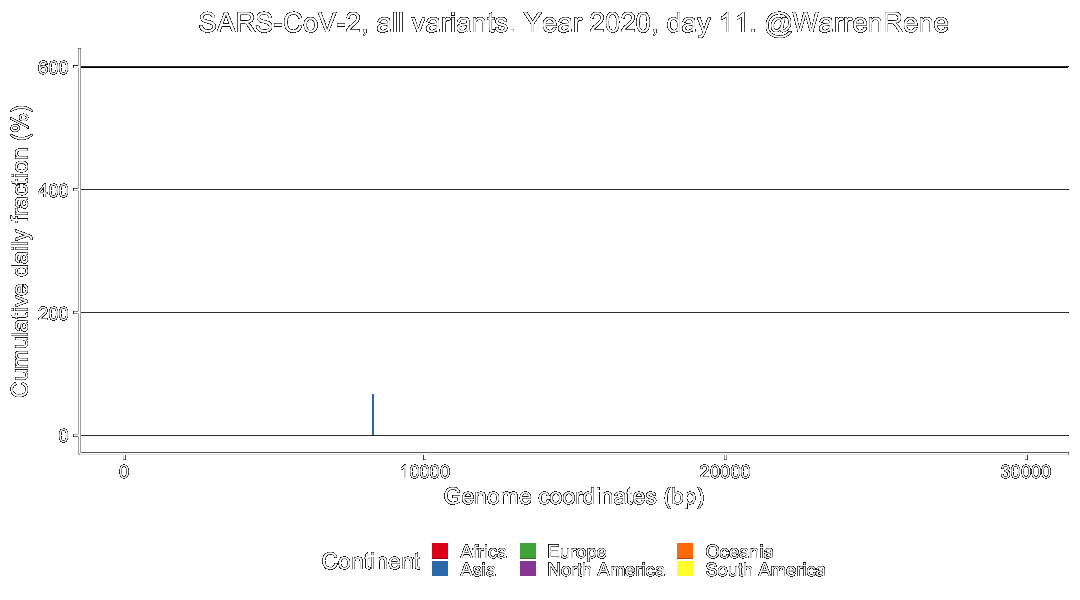 SARS-CoV-2, all variants. Year 2020, day 11. @WarrenRene
Cumulative daily fraction (%)
600
400
200
0
0 10000 20000 30000
Genome coordinates (bp)
Continent
Africa Europe Oceania
Asia North America South America